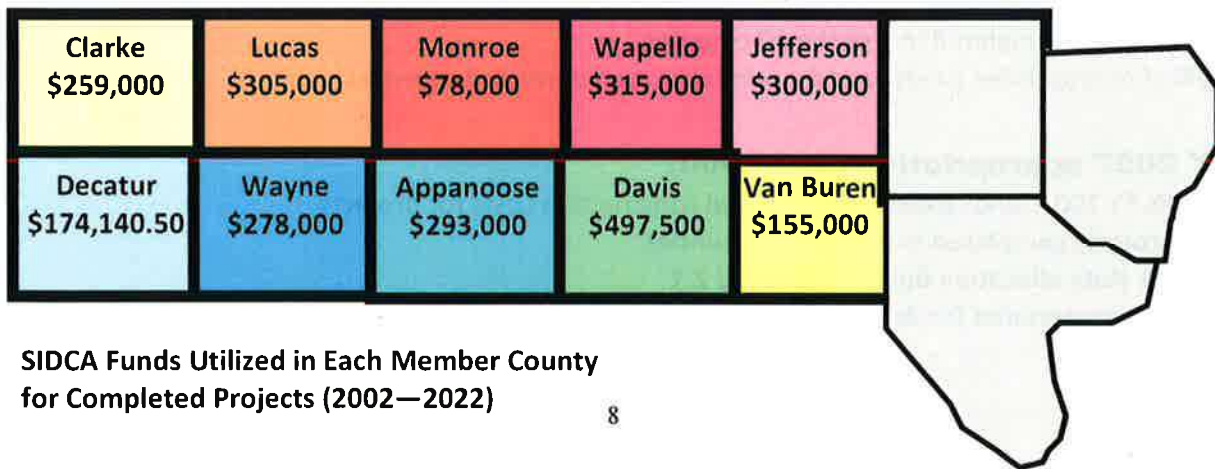 Clarke
$259,000
Lucas
$305,000
Monroe
$78,000
Wapello
$315,000
Jefferson
$300,000
Decatur
$174,140.50
Wayne
$278,000
Appanoose
$293,000
Davis
$497,500
Van Buren
$155,000
SIDCA Funds Utilized in Each Member County
for Completed Projects (2002—2022)
8